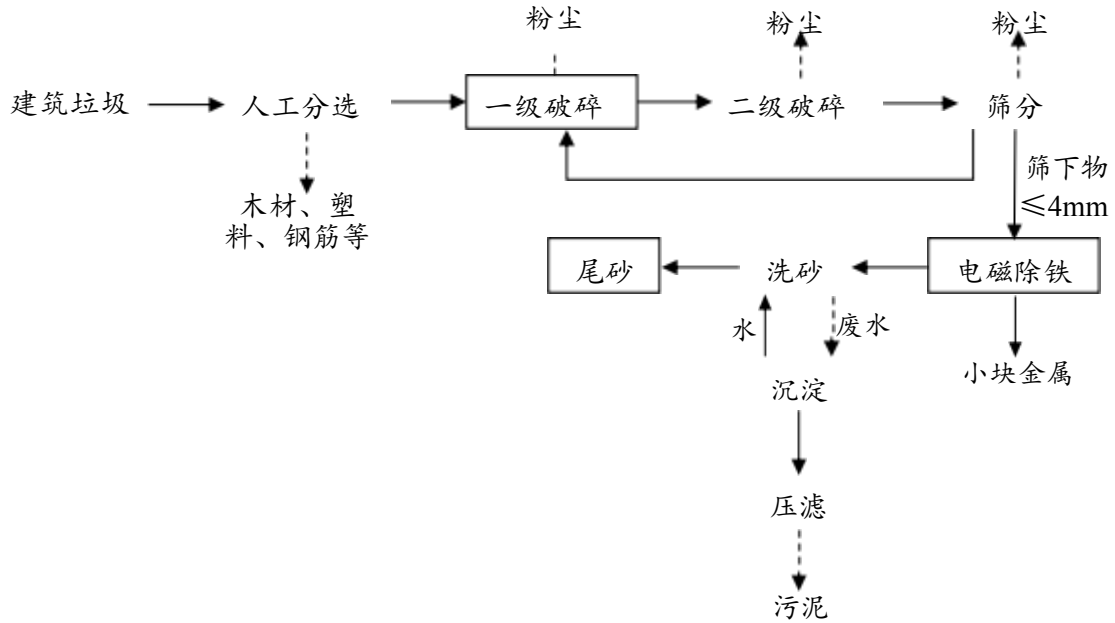 粉尘
粉尘
粉尘
建筑垃圾
人工分选
一级破碎
二级破碎
筛分
木材、塑
料、钢筋等
筛下物
≤4mm
尾砂
洗砂
电磁除铁
水
废水
小块金属
沉淀
压滤
污泥